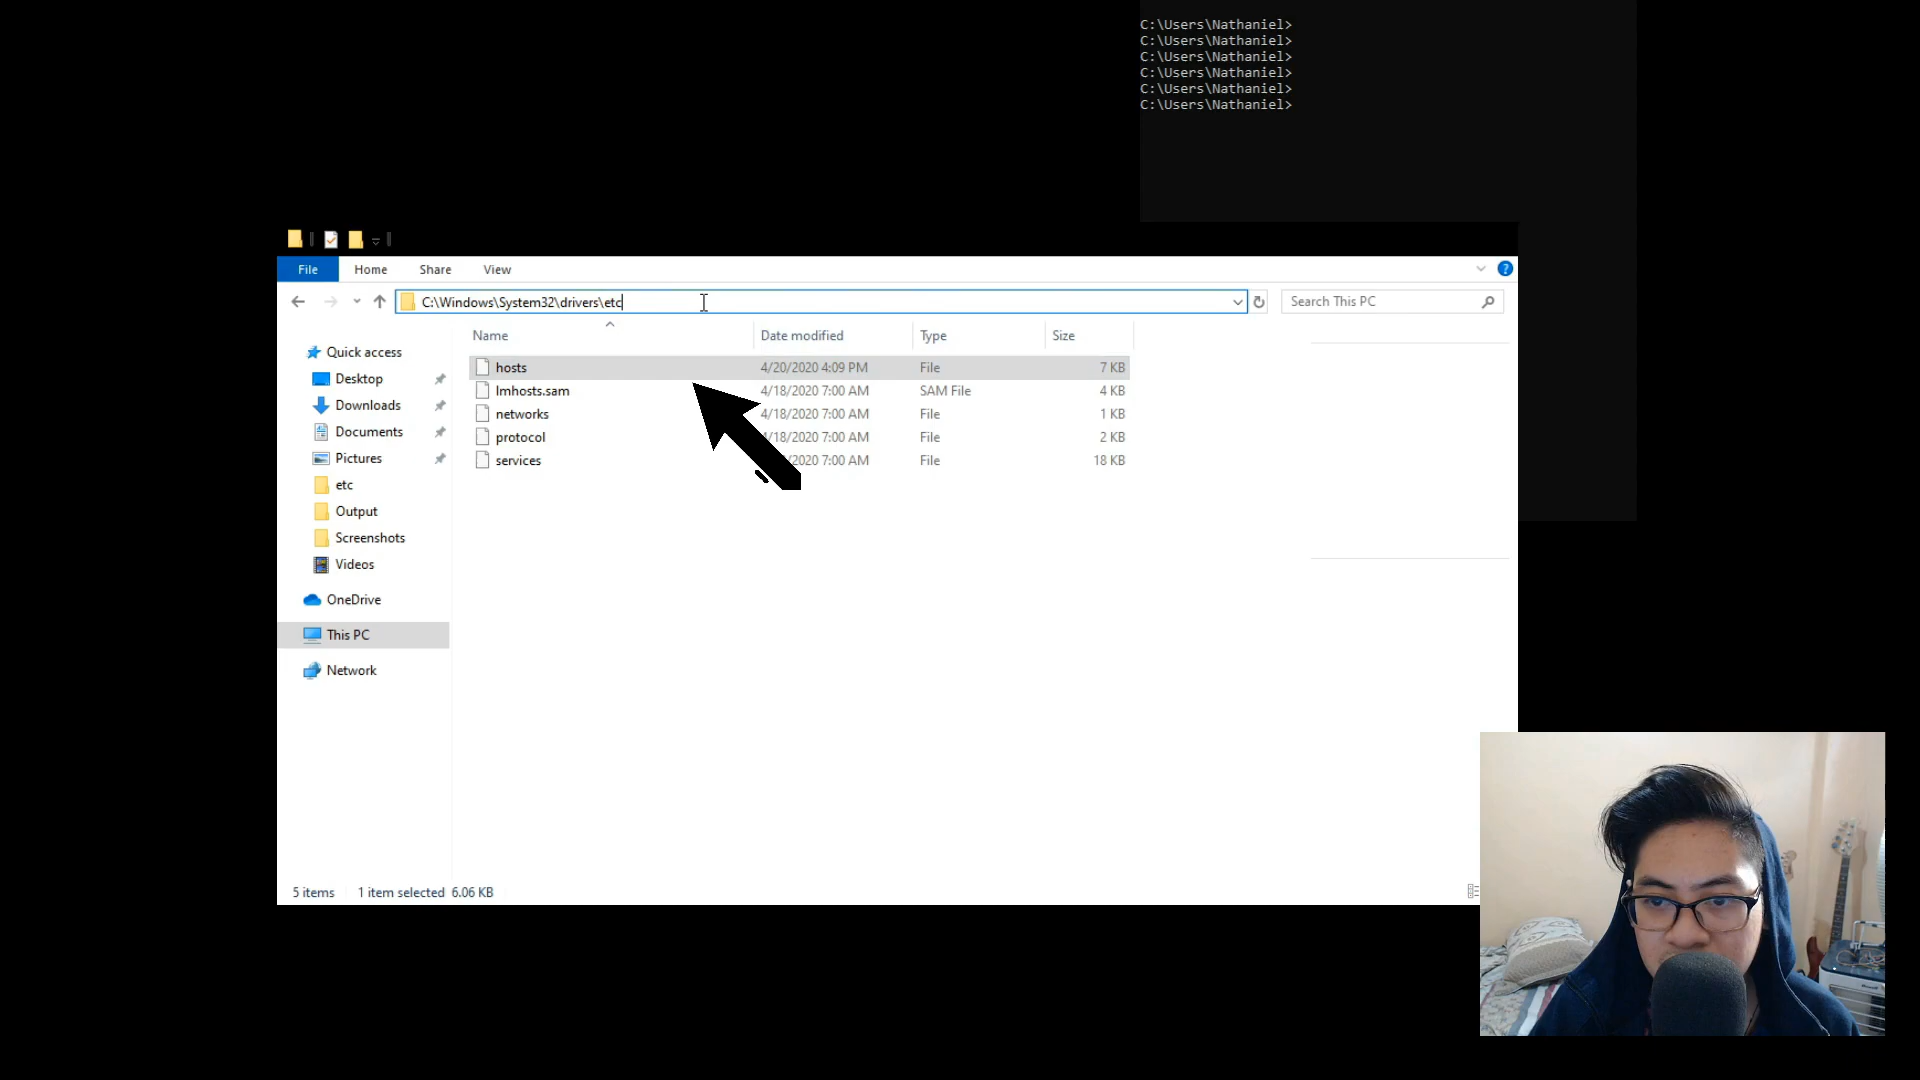 C:\Users\Nathaniel>
C:\Users\Nathaniel>
C:\Users\Nathaniel>
C:\Users\Nathaniel>
C:\Users\Nathaniel>
C:\Users\Nathaniel>
File Home Share View
C:\Windows\System32\drivers\etc Search This PC
Name Date modified Type Size
hosts 4/20/2020 4:09 PM File 7 KB
lmhosts.sam 4/18/2020 7:00 AM SAM File 4 KB
networks 4/18/2020 7:00 AM File 1 KB
protocol /18/2020 7:00 AM File 2 KB
services 2020 7:00 AM File 18 KB
Quick access
Desktop
Downloads
Documents
Pictures
etc
Output
Screenshots
Videos
OneDrive
This PC
Network
5 items 1 item selected 6.06 KB